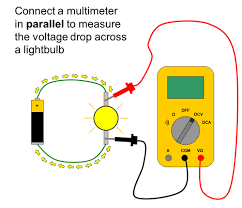 Connect a multimeter
in parallel to measure
the voltage drop across
a lightbulb
+
OFF
DCV
DCA
Ω
A
COM
VΩ